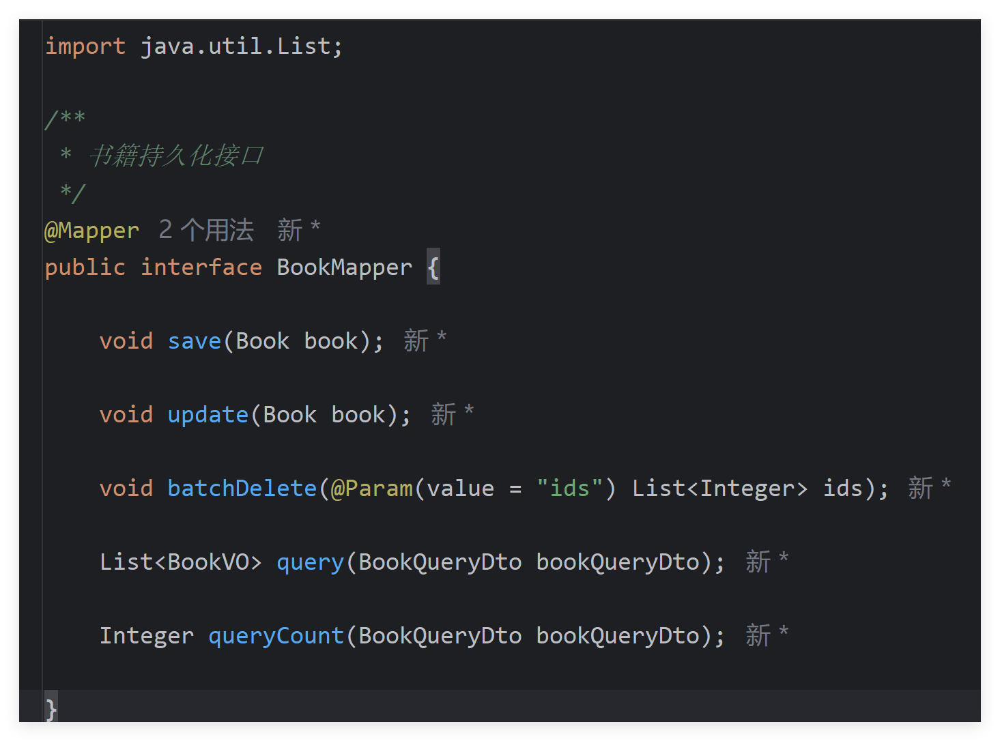 import java.util.List;
/**
 * 书籍持久化接口
 */
@Mapper 2 个用法 新 *
public interface BookMapper {
    void save(Book book); 新 *
    void update(Book book); 新 *
    void batchDelete(@Param(value = "ids") List<Integer> ids); 新 *
    List<BookVO> query(BookQueryDto bookQueryDto); 新 *
    Integer queryCount(BookQueryDto bookQueryDto); 新 *
}